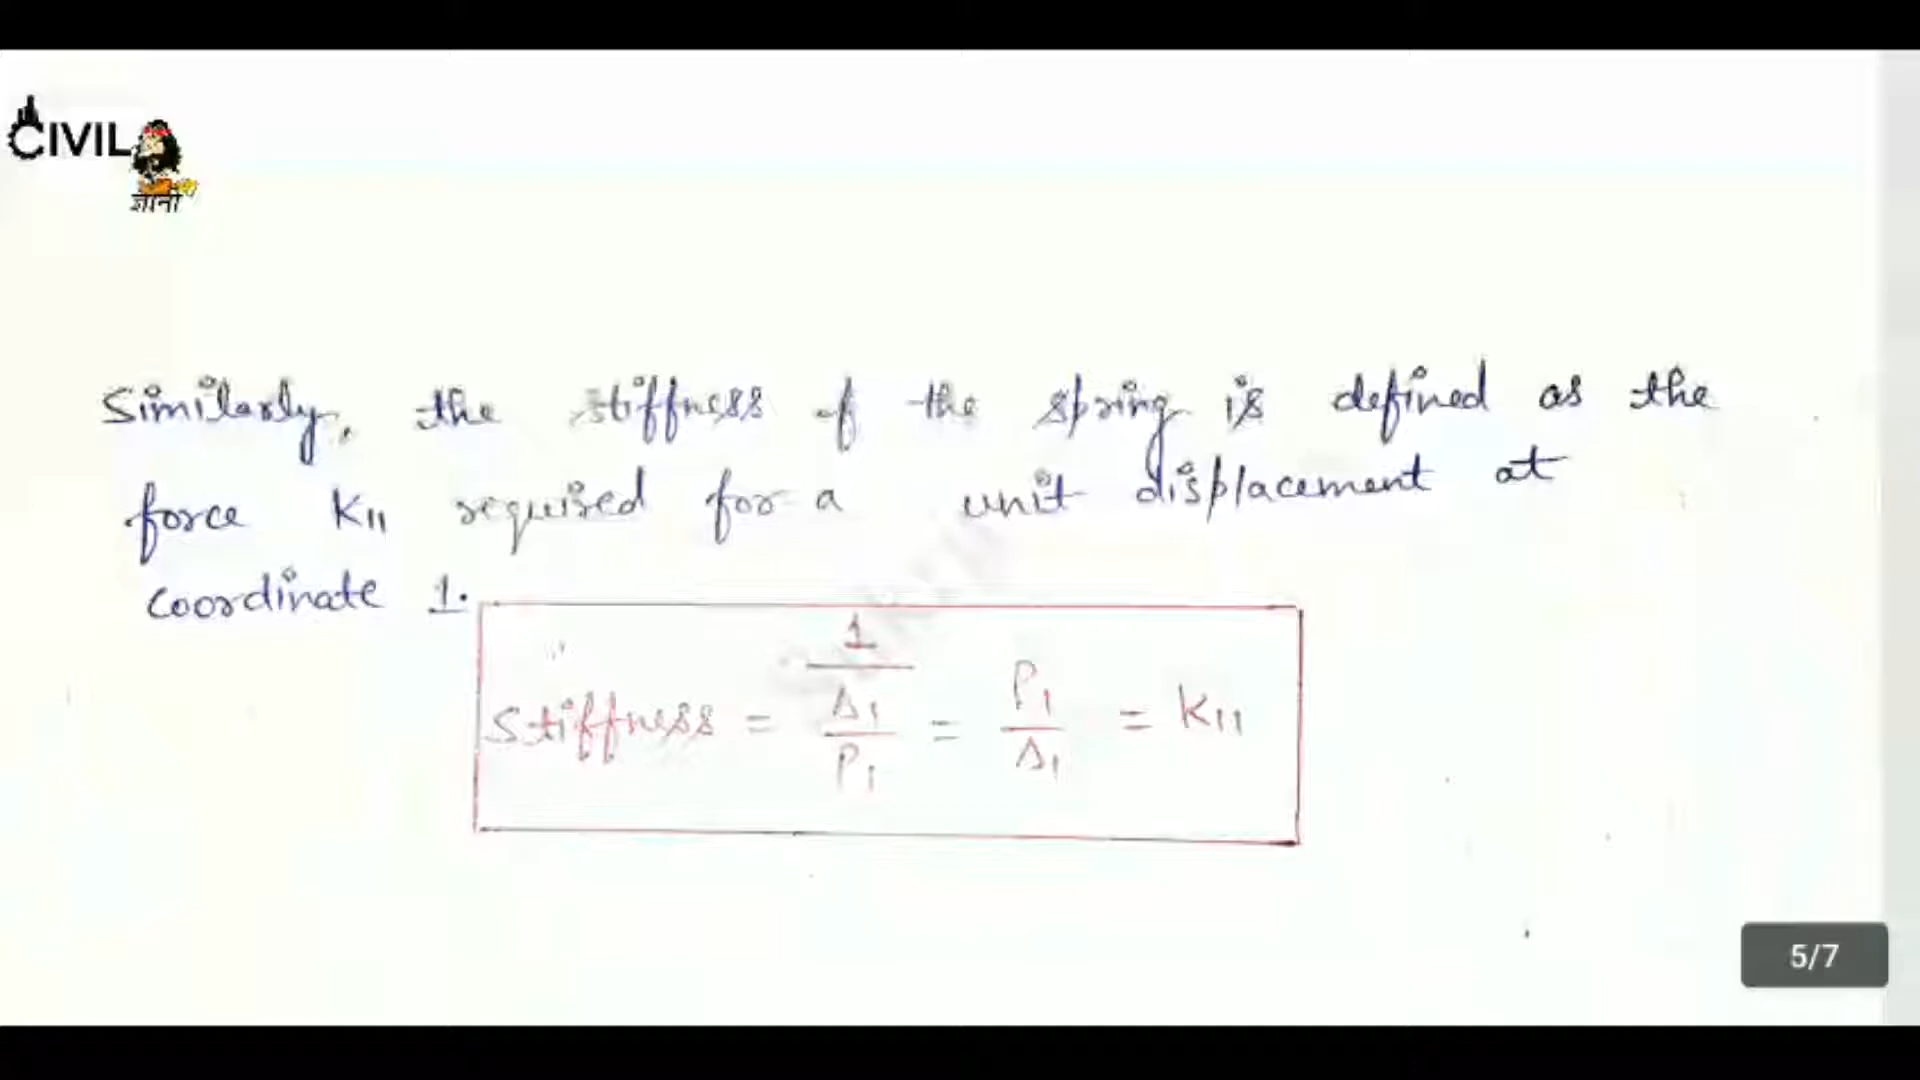 CIVIL
ज्ञानी
Similarly, the stiffness of the spring is defined as the
force K11 required for a unit displacement at
coordinate 1.
Stiffness = 1/(Δ1/P1) = P1/Δ1 = K11
5/7